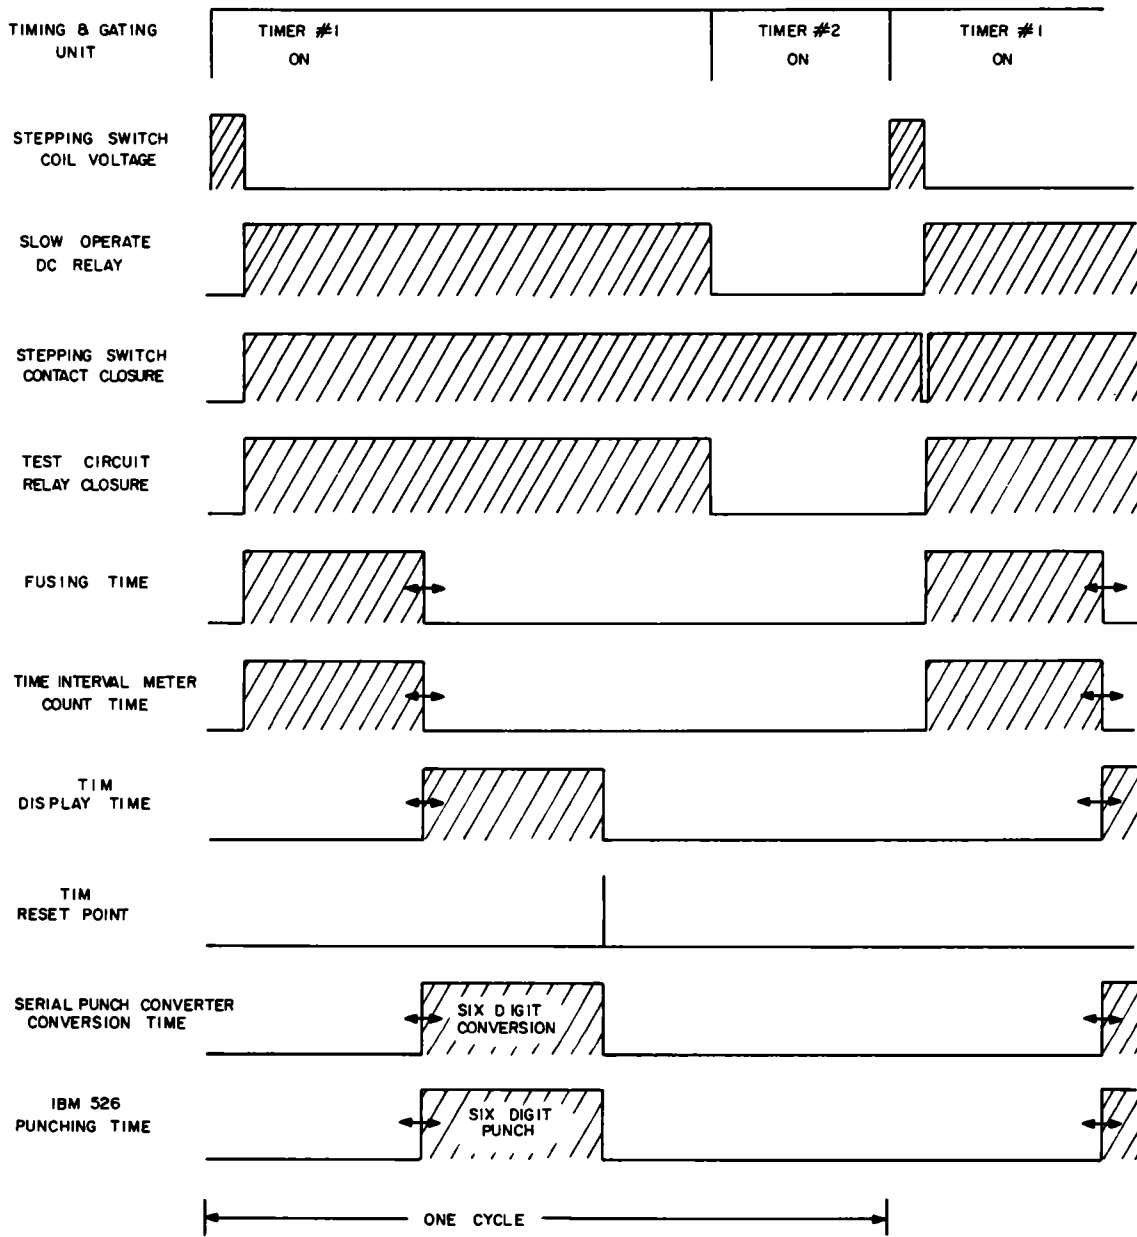 TIMING & GATING
UNIT
TIMER #1
ON
TIMER #2
ON
TIMER #1
ON
STEPPING SWITCH
COIL VOLTAGE
SLOW OPERATE
DC RELAY
STEPPING SWITCH
CONTACT CLOSURE
TEST CIRCUIT
RELAY CLOSURE
FUSING TIME
TIME INTERVAL METER
COUNT TIME
TIM
DISPLAY TIME
TIM
RESET POINT
SERIAL PUNCH CONVERTER
CONVERSION TIME
SIX DIGIT
CONVERSION
IBM 526
PUNCHING TIME
SIX DIGIT
PUNCH
ONE CYCLE